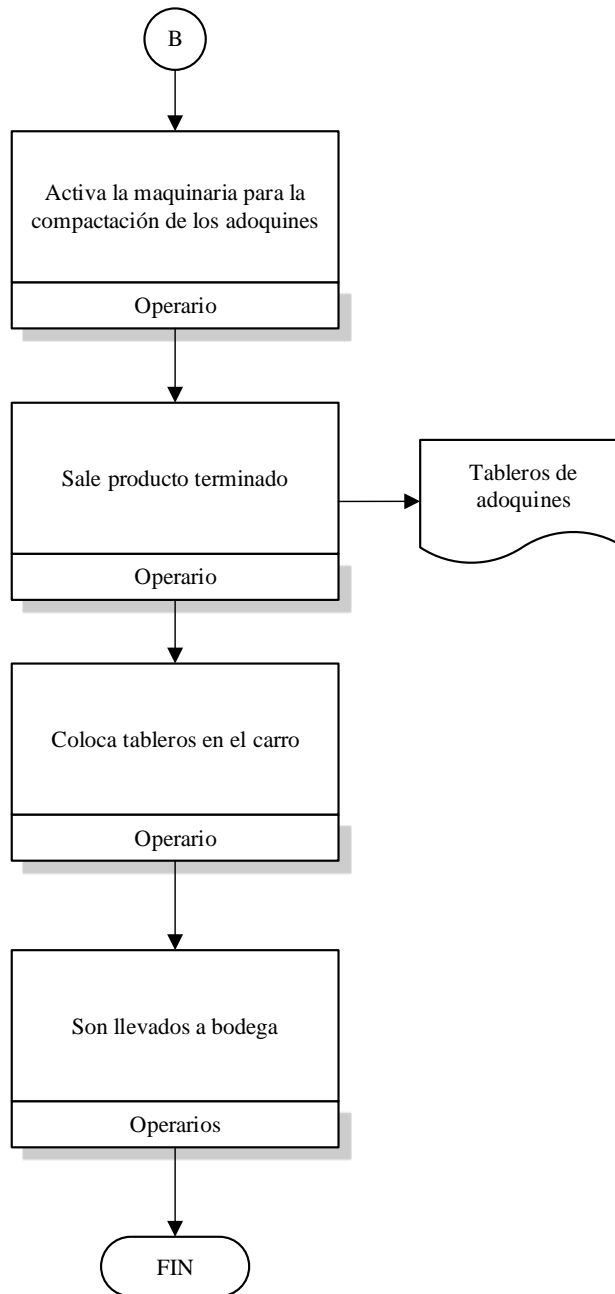 B
Activa la maquinaria para la
compactación de los adoquines
Operario
Sale producto terminado
Operario
Tableros de
adoquines
Coloca tableros en el carro
Operario
Son llevados a bodega
Operarios
FIN